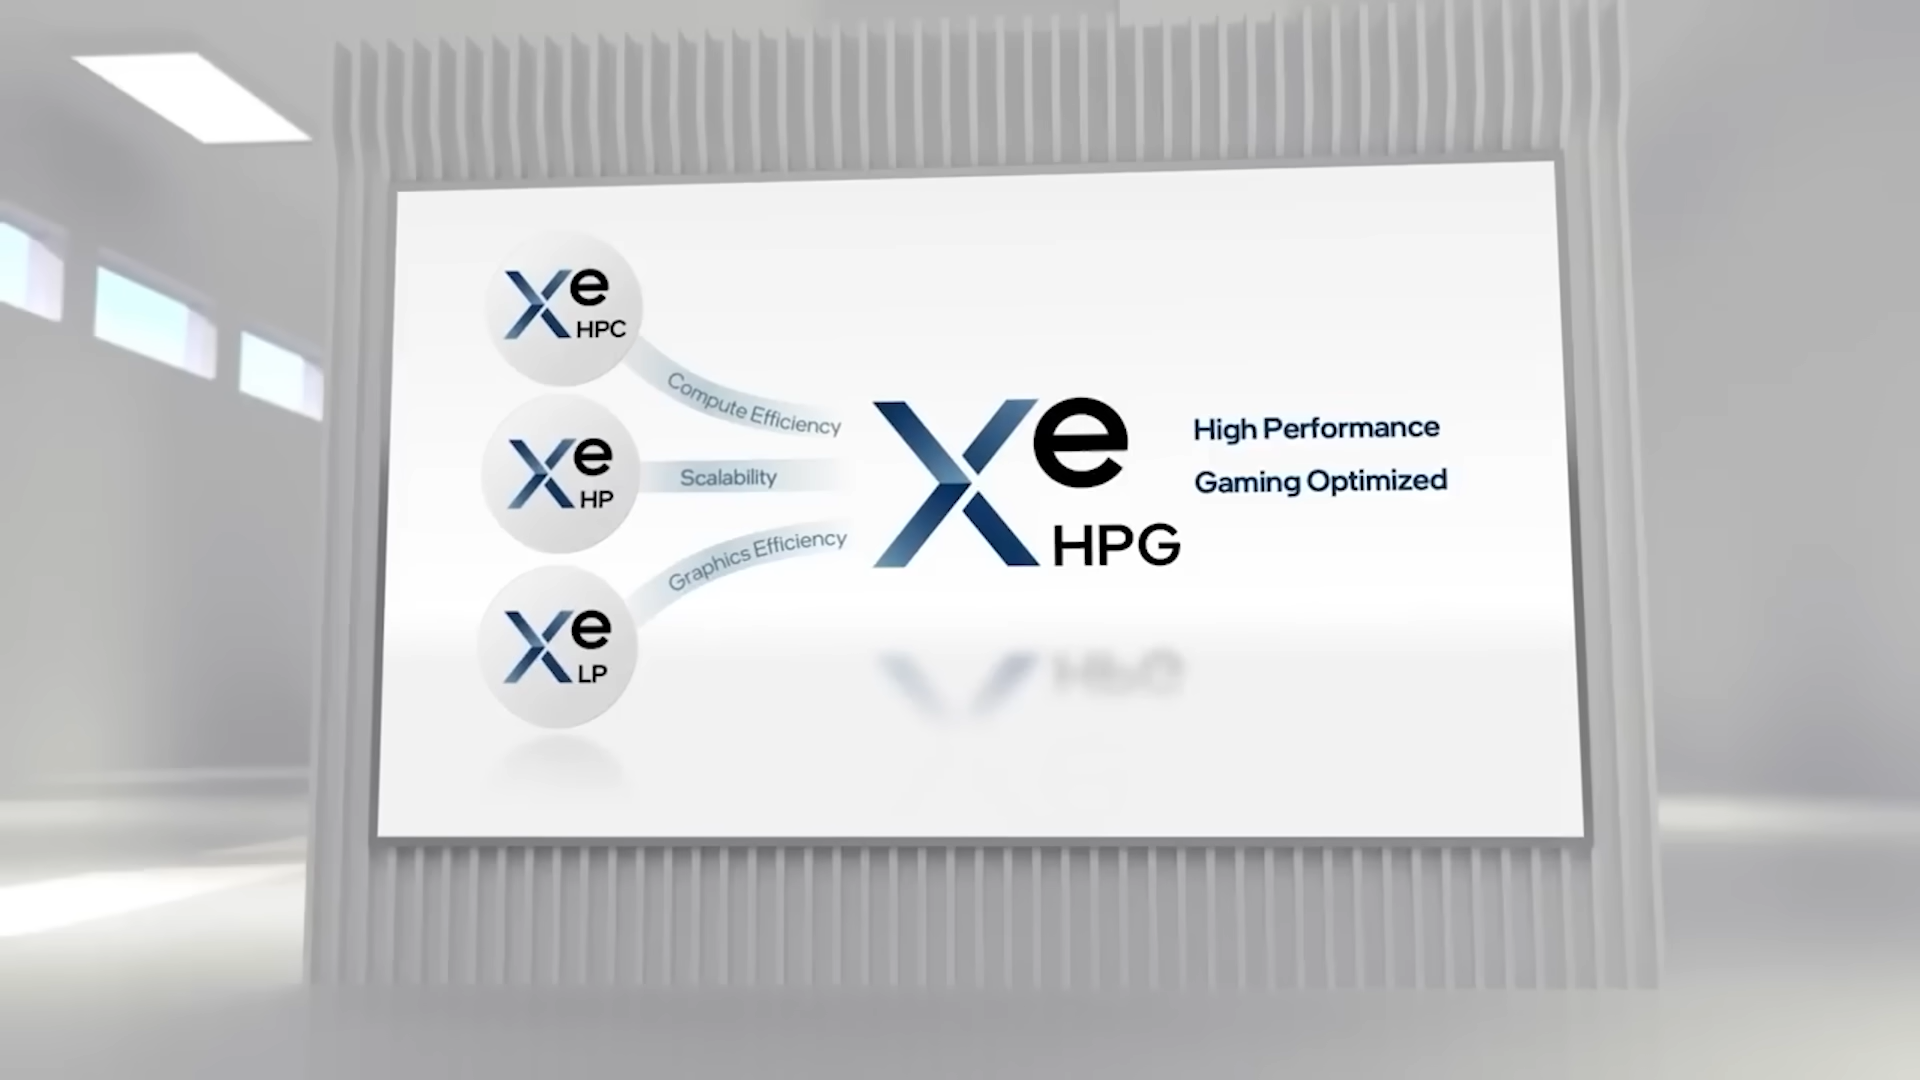 Xe
HPC
Compute Efficiency
Xe
HP
Scalability
Xe
LP
Graphics Efficiency
Xe
HPG
High Performance
Gaming Optimized